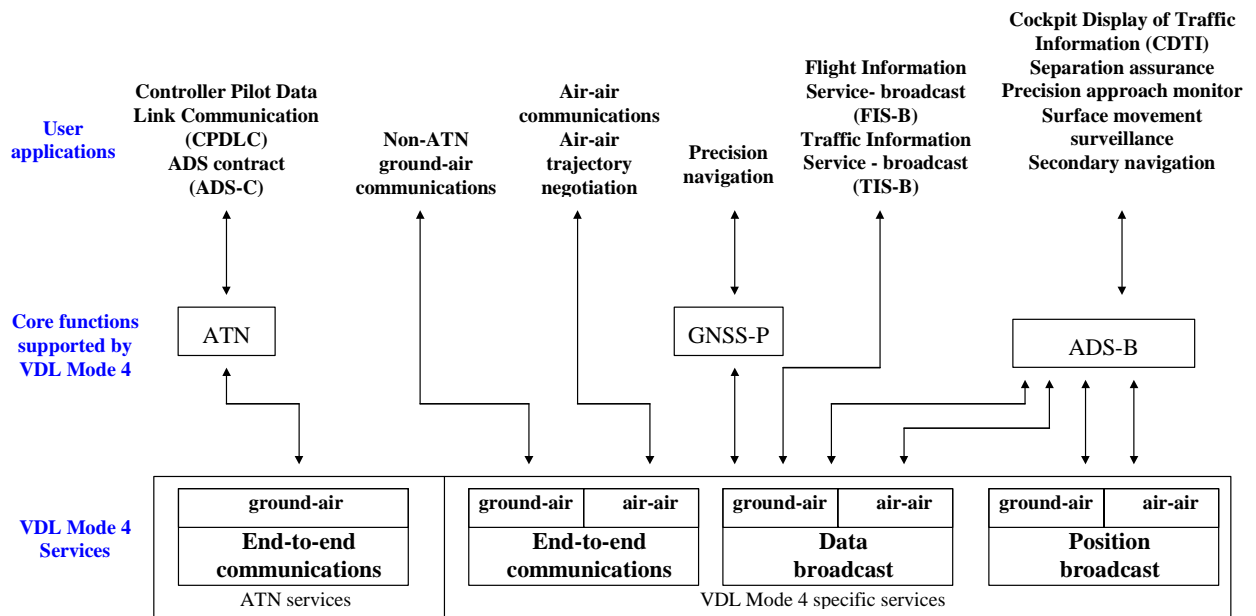 Cockpit Display of Traffic
Information (CDTI)
Separation assurance
Precision approach monitor
Surface movement
surveillance
Secondary navigation
Flight Information
Service- broadcast
(FIS-B)
Traffic Information
Service - broadcast
(TIS-B)
Controller Pilot Data
Link Communication
(CPDLC)
ADS contract
(ADS-C)
Air-air
communications
Air-air
trajectory
negotiation
User
applications
Non-ATN
ground-air
communications
Precision
navigation
Core functions
supported by
VDL Mode 4
ATN
GNSS-P
ADS-B
VDL Mode 4
Services
ground-air
End-to-end
communications
ATN services
ground-air
air-air
End-to-end
communications
ground-air
air-air
Data
broadcast
ground-air
air-air
Position
broadcast
VDL Mode 4 specific services